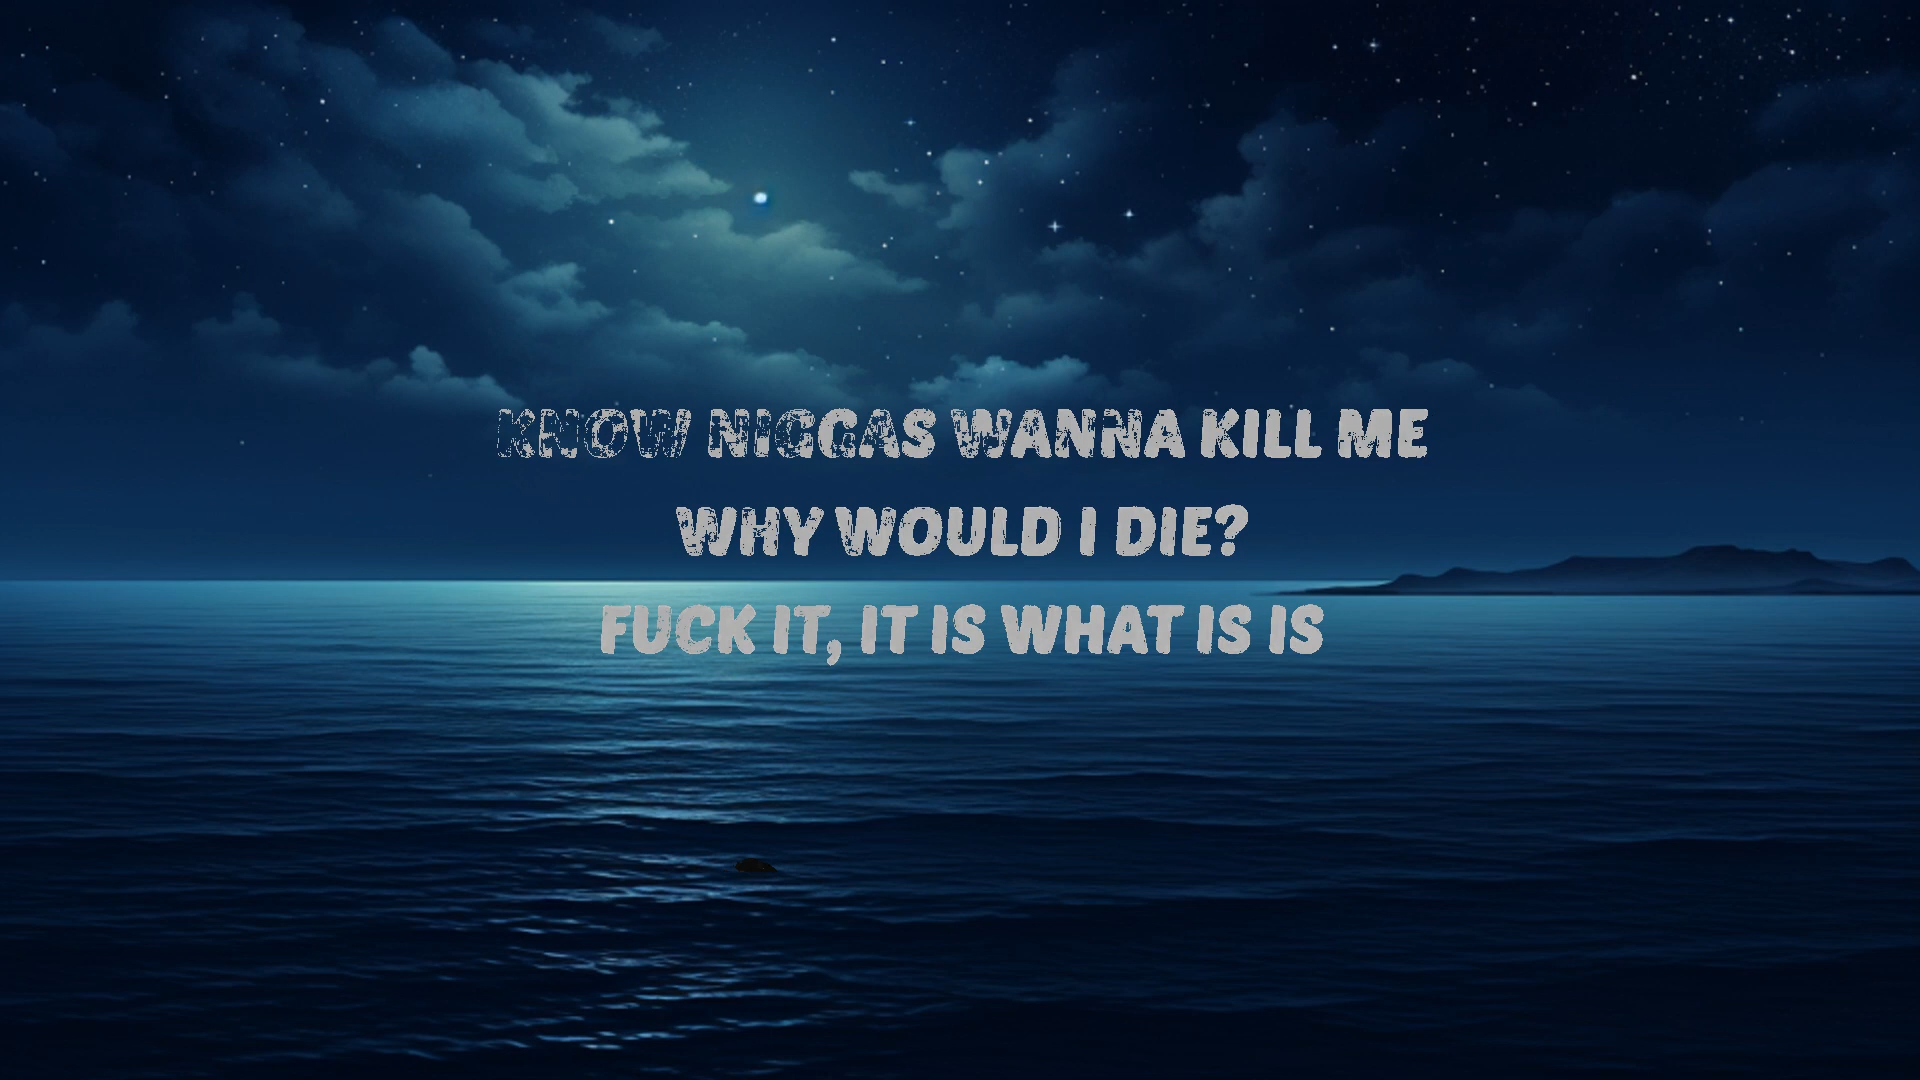 KNOW NIGGAS WANNA KILL ME
WHY WOULD I DIE?
FUCK IT, IT IS WHAT IS IS